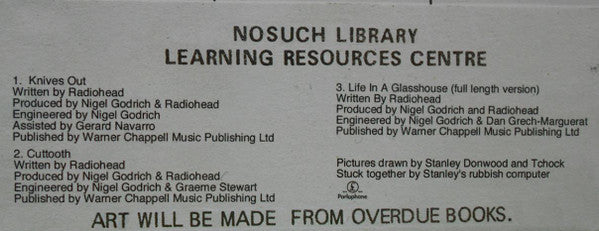 NOSUCH LIBRARY
LEARNING RESOURCES CENTRE
1. Knives Out
Written by Radiohead
Produced by Nigel Godrich & Radiohead
Engineered by Nigel Godrich
Assisted by Gerard Navarro
Published by Warner Chappell Music Publishing Ltd
2. Cuttooth
Written by Radiohead
Produced by Nigel Godrich & Radiohead
Engineered by Nigel Godrich & Graeme Stewart
Published by Warner Chappell Music Publishing Ltd
3. Life In A Glasshouse (full length version)
Written By Radiohead
Produced by Nigel Godrich and Radiohead
Engineered by Nigel Godrich & Dan Grech-Marguerat
Published by Warner Chappell Music Publishing Ltd
Pictures drawn by Stanley Donwood and Tchock
Stuck together by Stanley's rubbish computer
Parlophone
ART WILL BE MADE FROM OVERDUE BOOKS.